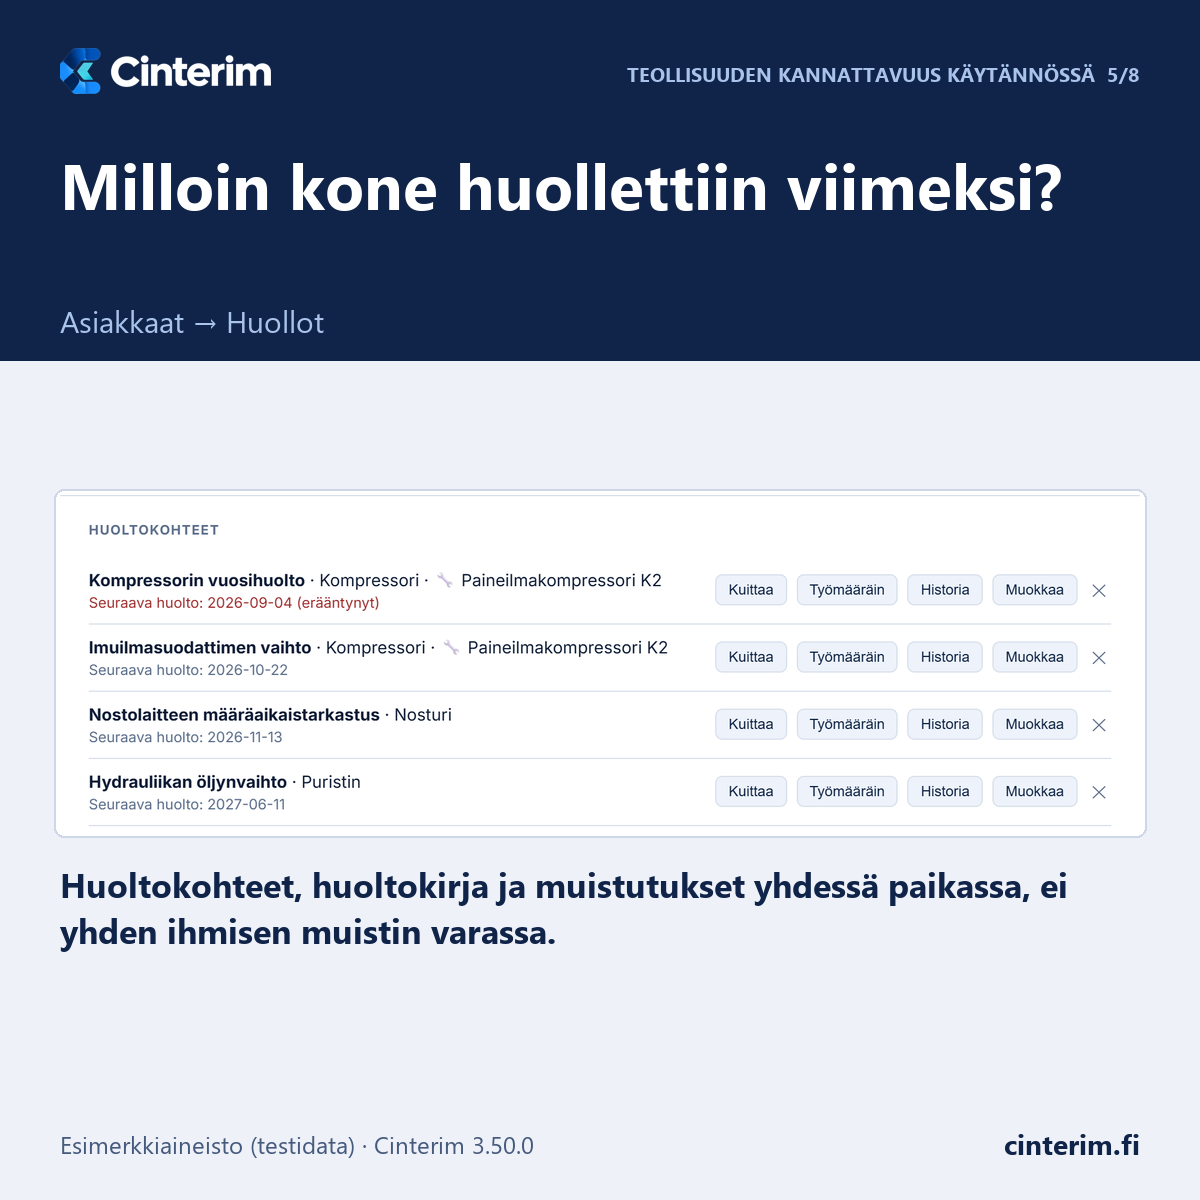 Cinterim
TEOLLISUUDEN KANNATTAVUUS KÄYTÄNNÖSSÄ 5/8
Milloin kone huollettiin viimeksi?
Asiakkaat → Huollot
HUOLTOKOHTEET
Kompressorin vuosihuolto · Kompressori · 🔧 Paineilmakompressori K2
Seuraava huolto: 2026-09-04 (erääntynyt)
Kuittaa Työmääräin Historia Muokkaa ×
Imuilmasuodattimen vaihto · Kompressori · 🔧 Paineilmakompressori K2
Seuraava huolto: 2026-10-22
Kuittaa Työmääräin Historia Muokkaa ×
Nostolaitteen määräaikaistarkastus · Nosturi
Seuraava huolto: 2026-11-13
Kuittaa Työmääräin Historia Muokkaa ×
Hydrauliikan öljynvaihto · Puristin
Seuraava huolto: 2027-06-11
Kuittaa Työmääräin Historia Muokkaa ×
Huoltokohteet, huoltokirja ja muistutukset yhdessä paikassa, ei
yhden ihmisen muistin varassa.
Esimerkkiaineisto (testidata) · Cinterim 3.50.0
cinterim.fi